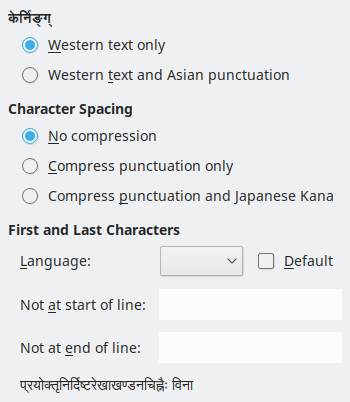 केर्निङ्ग्
Western text only
Western text and Asian punctuation
Character Spacing
No compression
Compress punctuation only
Compress punctuation and Japanese Kana
First and Last Characters
Language:
Default
Not at start of line:
Not at end of line:
प्रयोक्तृनिर्दिष्टरेखाखण्डनचिह्नैः विना